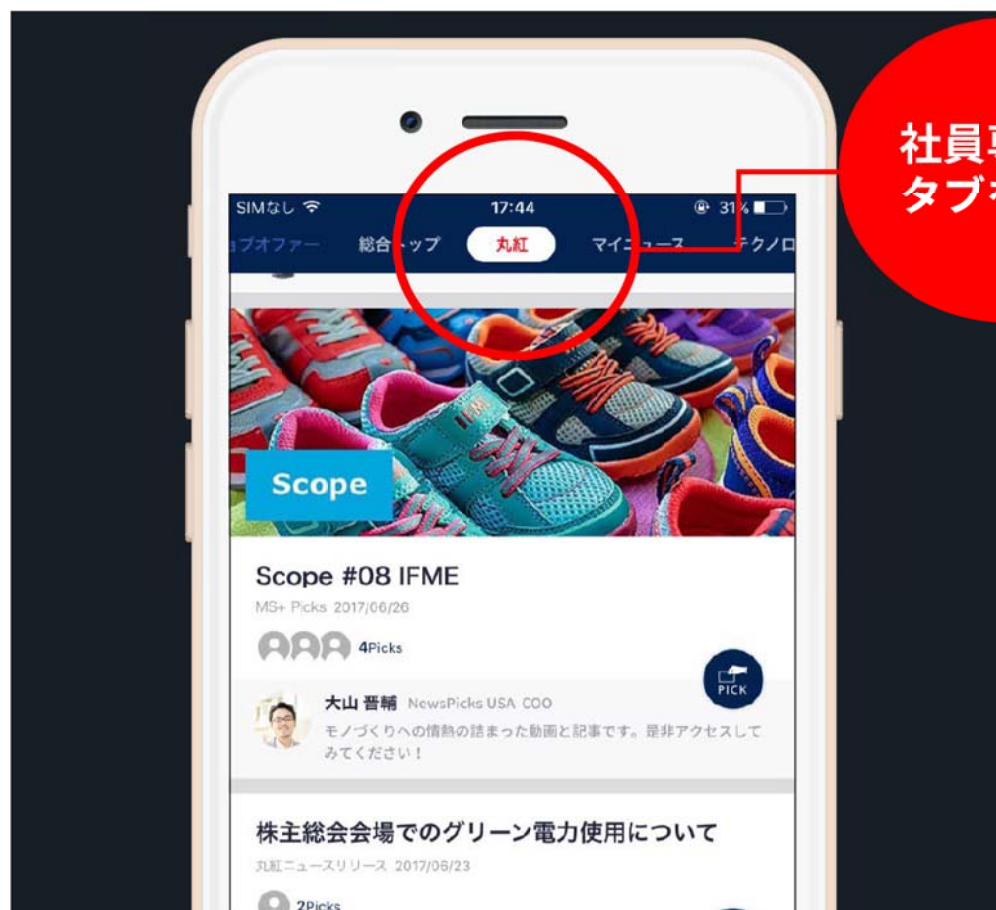 社員
タブ
SIMなし 17:44 31%
ョブオファー 総合トップ 丸紅 マイニュース テクノロ
IFME
Scope
Scope #08 IFME
MS+ Picks 2017/06/26
4Picks
PICK
大山 晋輔 NewsPicks USA COO
モノづくりへの情熱の詰まった動画と記事です。是非アクセスして
みてください！
株主総会会場でのグリーン電力使用について
丸紅ニュースリリース 2017/06/23
2Picks